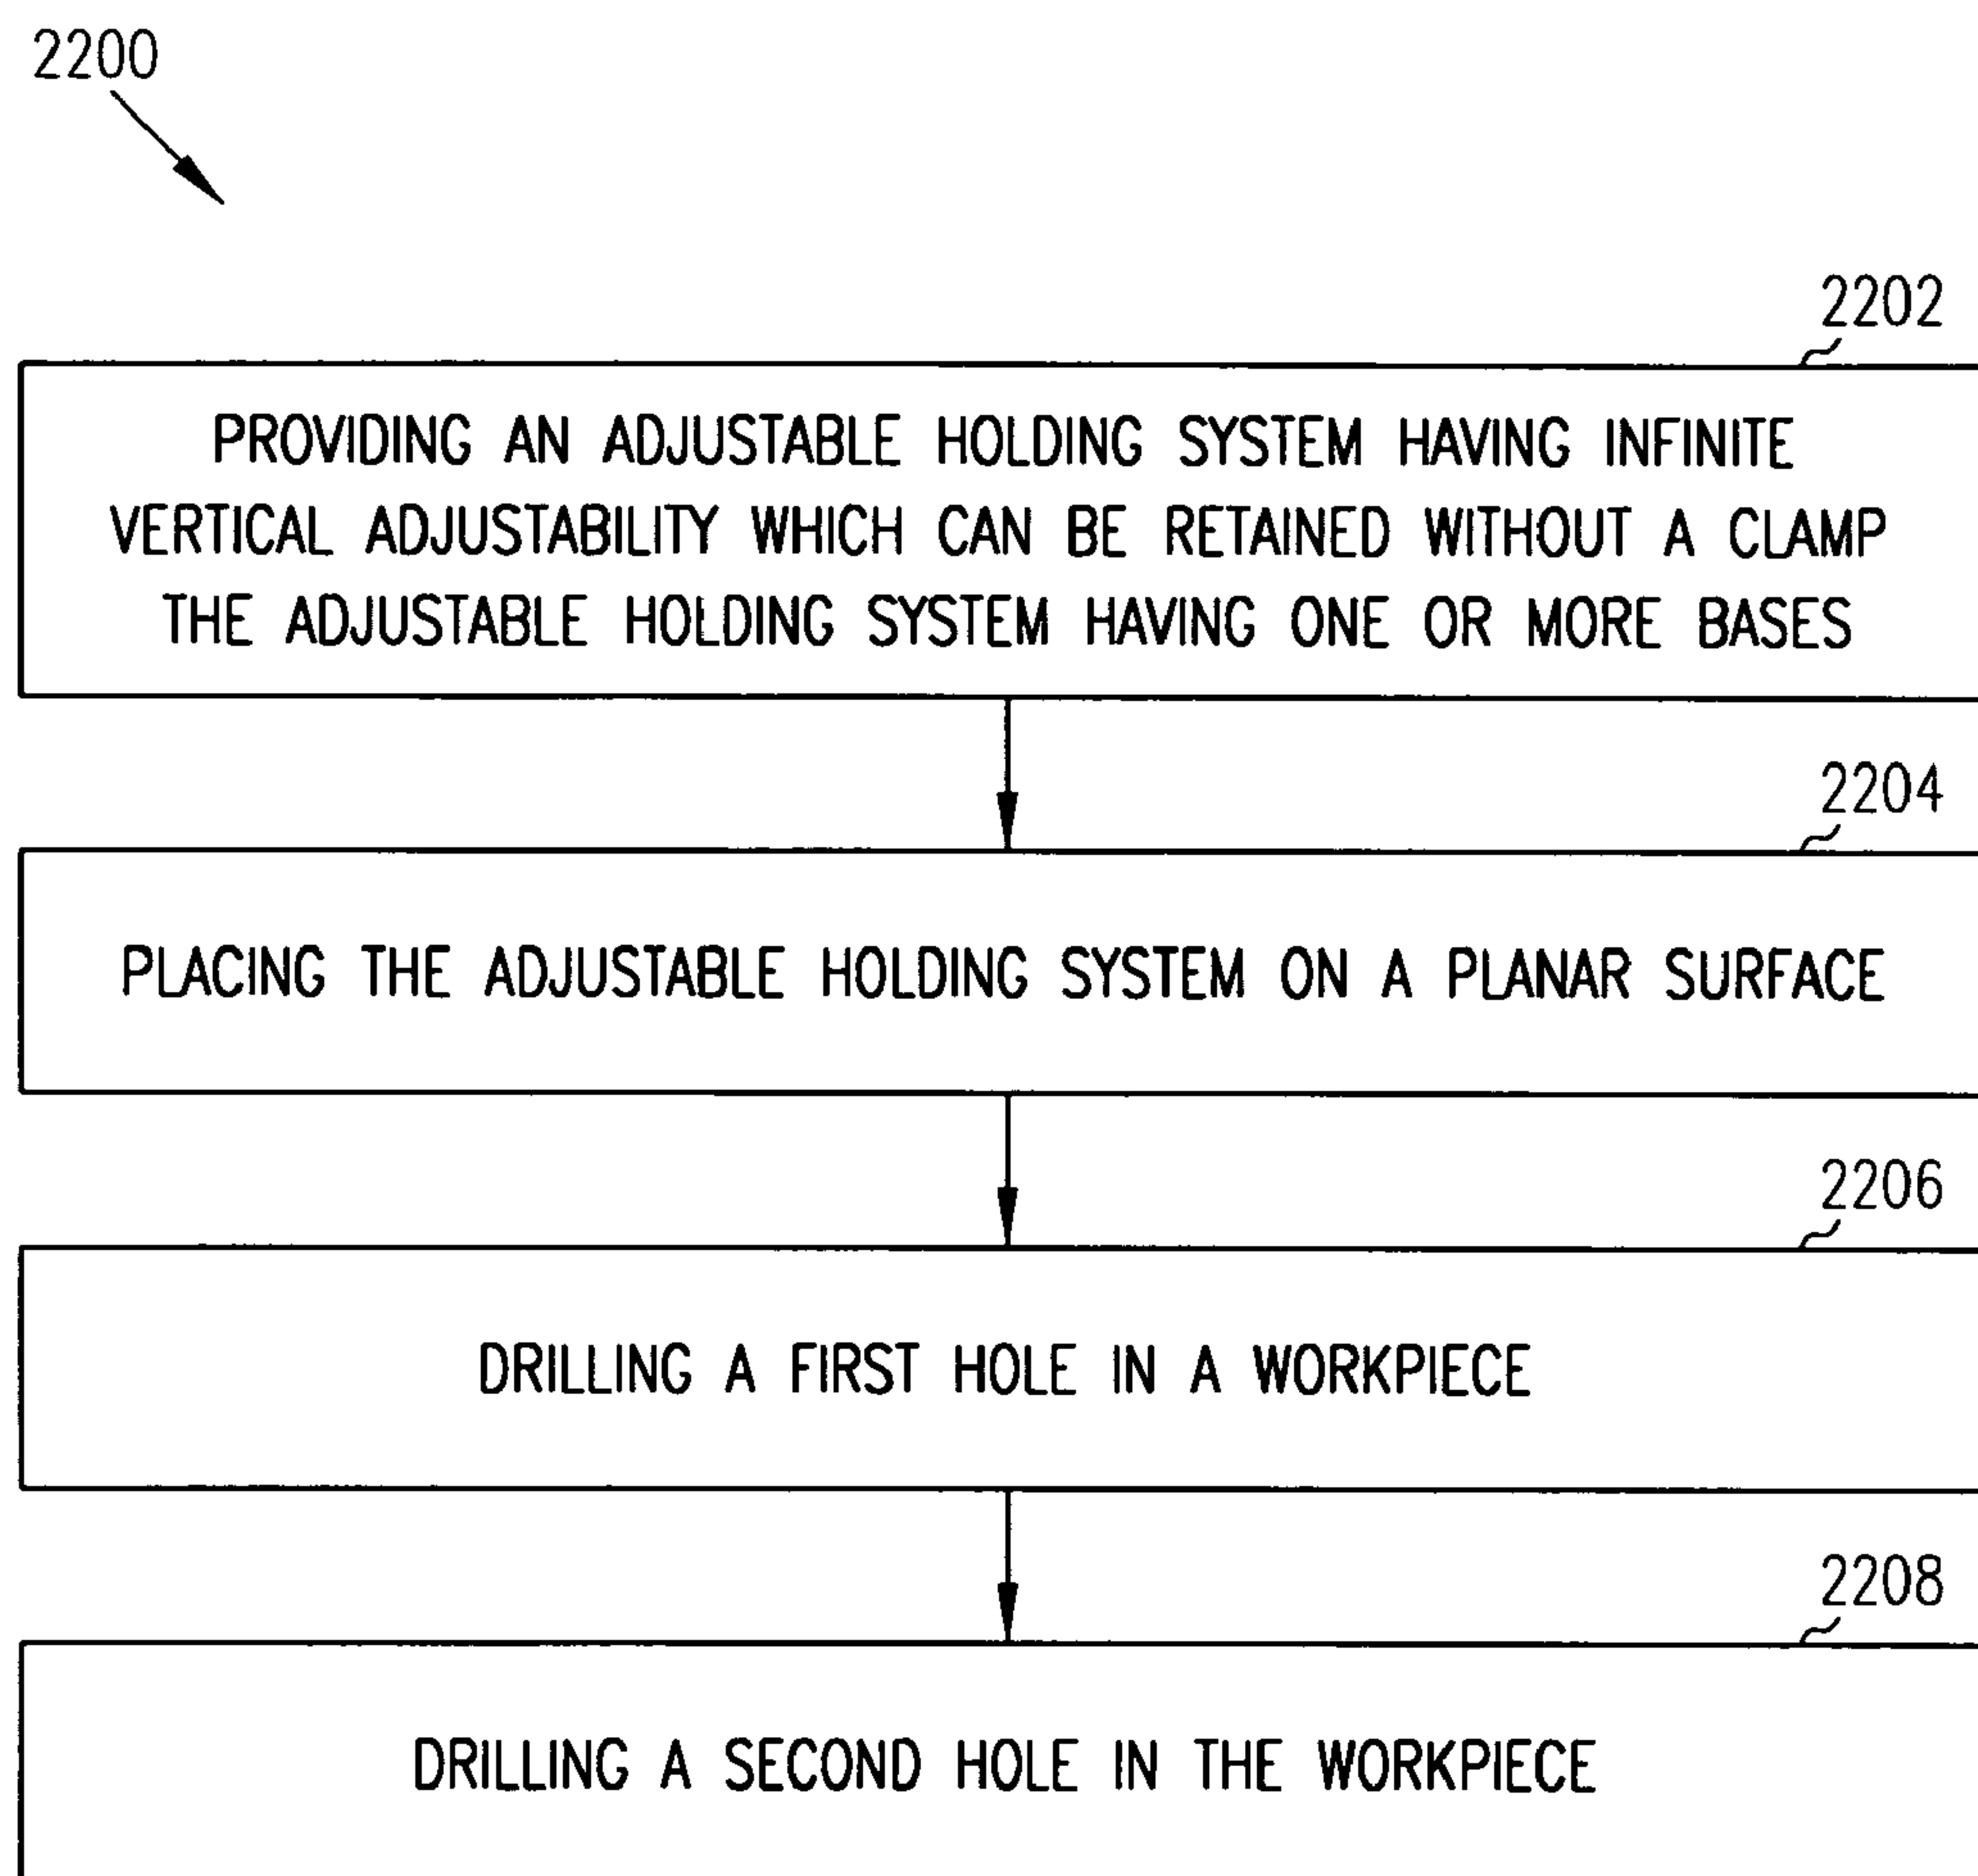 2200
2202
PROVIDING AN ADJUSTABLE HOLDING SYSTEM HAVING INFINITE
VERTICAL ADJUSTABILITY WHICH CAN BE RETAINED WITHOUT A CLAMP
THE ADJUSTABLE HOLDING SYSTEM HAVING ONE OR MORE BASES
2204
PLACING THE ADJUSTABLE HOLDING SYSTEM ON A PLANAR SURFACE
2206
DRILLING A FIRST HOLE IN A WORKPIECE
2208
DRILLING A SECOND HOLE IN THE WORKPIECE